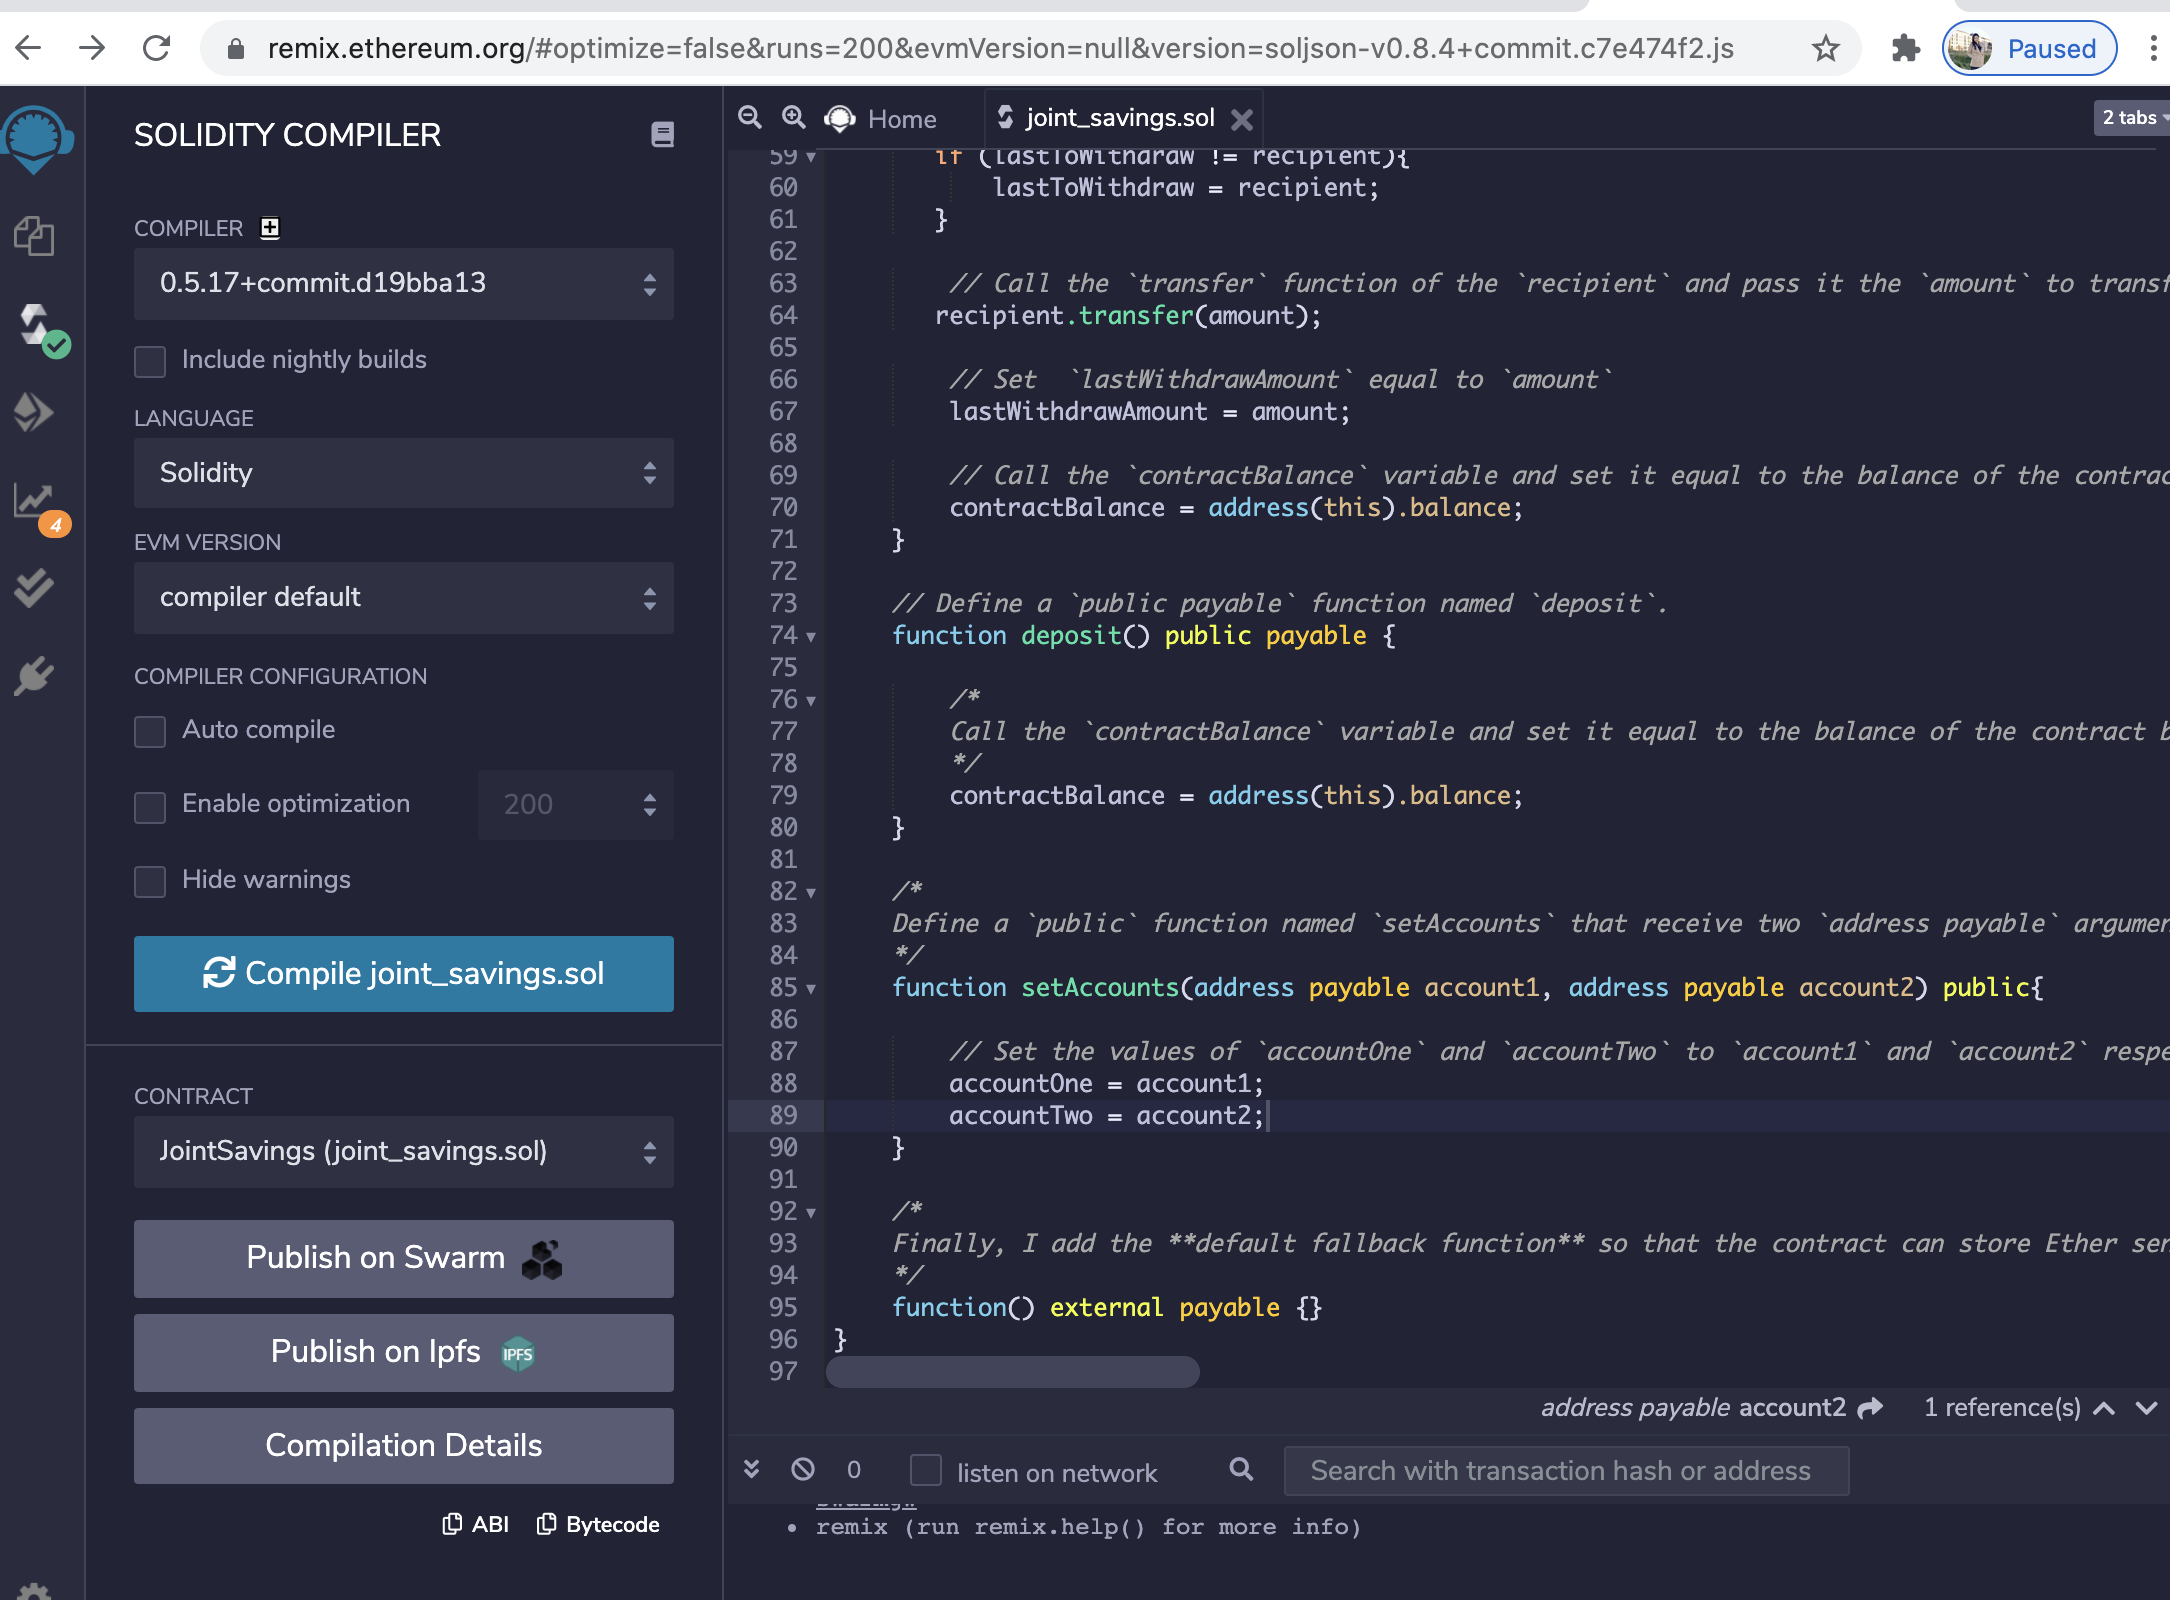 remix.ethereum.org/#optimize=false&runs=200&evmVersion=null&version=soljson-v0.8.4+commit.c7e474f2.js
Paused
SOLIDITY COMPILER
COMPILER
0.5.17+commit.d19bba13
Include nightly builds
LANGUAGE
Solidity
4
EVM VERSION
compiler default
COMPILER CONFIGURATION
Auto compile
Enable optimization 200
Hide warnings
Compile joint_savings.sol
CONTRACT
JointSavings (joint_savings.sol)
Publish on Swarm
Publish on Ipfs IPFS
Compilation Details
ABI Bytecode
Home joint_savings.sol 2 tabs
59 if (lastToWithdraw != recipient){
60 lastToWithdraw = recipient;
61 }
62
63 // Call the `transfer` function of the `recipient` and pass it the `amount` to transf
64 recipient.transfer(amount);
65
66 // Set  `lastWithdrawAmount` equal to `amount`
67 lastWithdrawAmount = amount;
68
69 // Call the `contractBalance` variable and set it equal to the balance of the contrac
70 contractBalance = address(this).balance;
71 }
72
73 // Define a `public payable` function named `deposit`.
74 function deposit() public payable {
75
76 /*
77 Call the `contractBalance` variable and set it equal to the balance of the contract b
78 */
79 contractBalance = address(this).balance;
80 }
81
82 /*
83 Define a `public` function named `setAccounts` that receive two `address payable` argumen
84 */
85 function setAccounts(address payable account1, address payable account2) public{
86
87 // Set the values of `accountOne` and `accountTwo` to `account1` and `account2` respe
88 accountOne = account1;
89 accountTwo = account2;
90 }
91
92 /*
93 Finally, I add the **default fallback function** so that the contract can store Ether sen
94 */
95 function() external payable {}
96 }
97
address payable account2 1 reference(s)
0 listen on network Search with transaction hash or address
• remix (run remix.help() for more info)